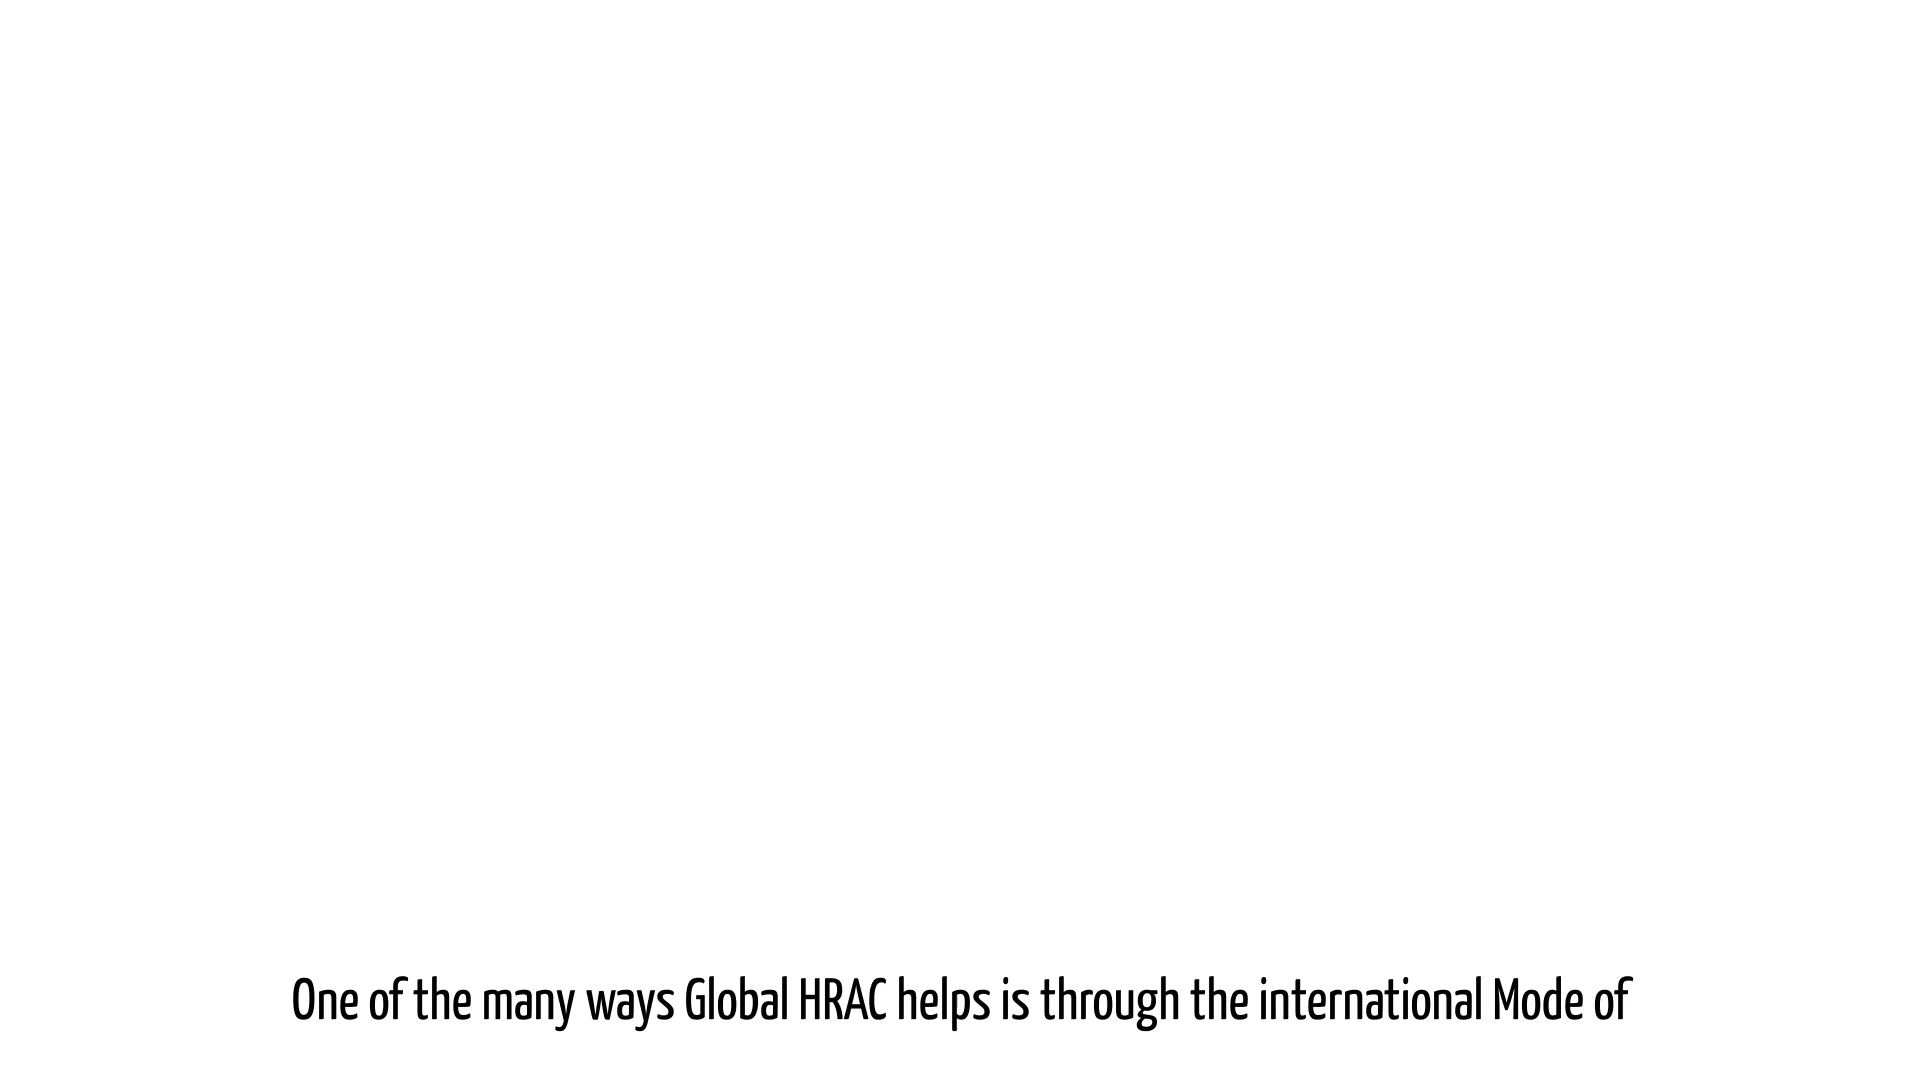 One of the many ways Global HRAC helps is through the international Mode of